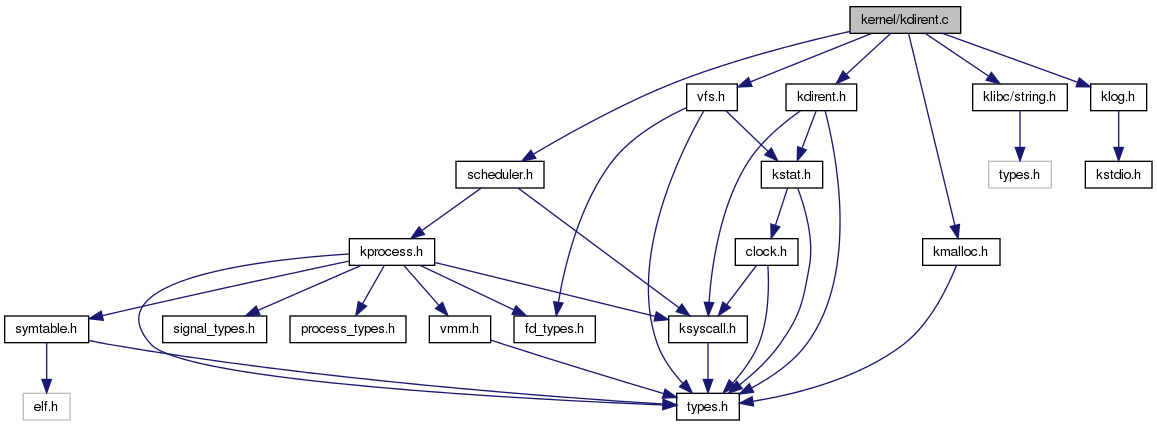 kernel/kdirent.c
vfs.h
kdirent.h
klibc/string.h
klog.h
scheduler.h
kstat.h
types.h
kstdio.h
kprocess.h
clock.h
kmalloc.h
symtable.h
signal_types.h
process_types.h
vmm.h
fd_types.h
ksyscall.h
elf.h
types.h